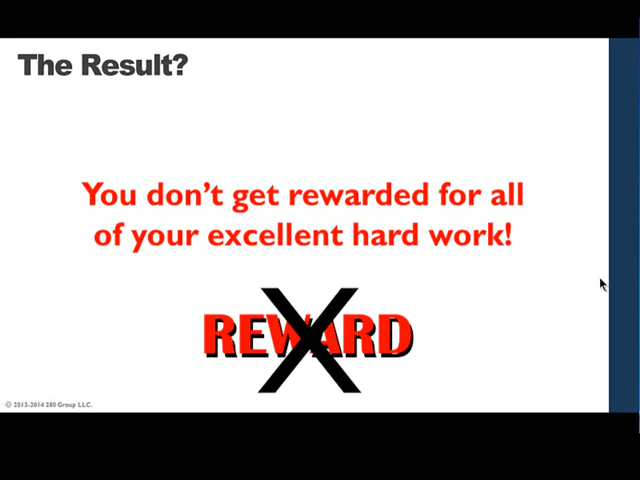 The Result?
You don't get rewarded for all
of your excellent hard work!
REWARD
X
© 2013-2014 280 Group LLC.